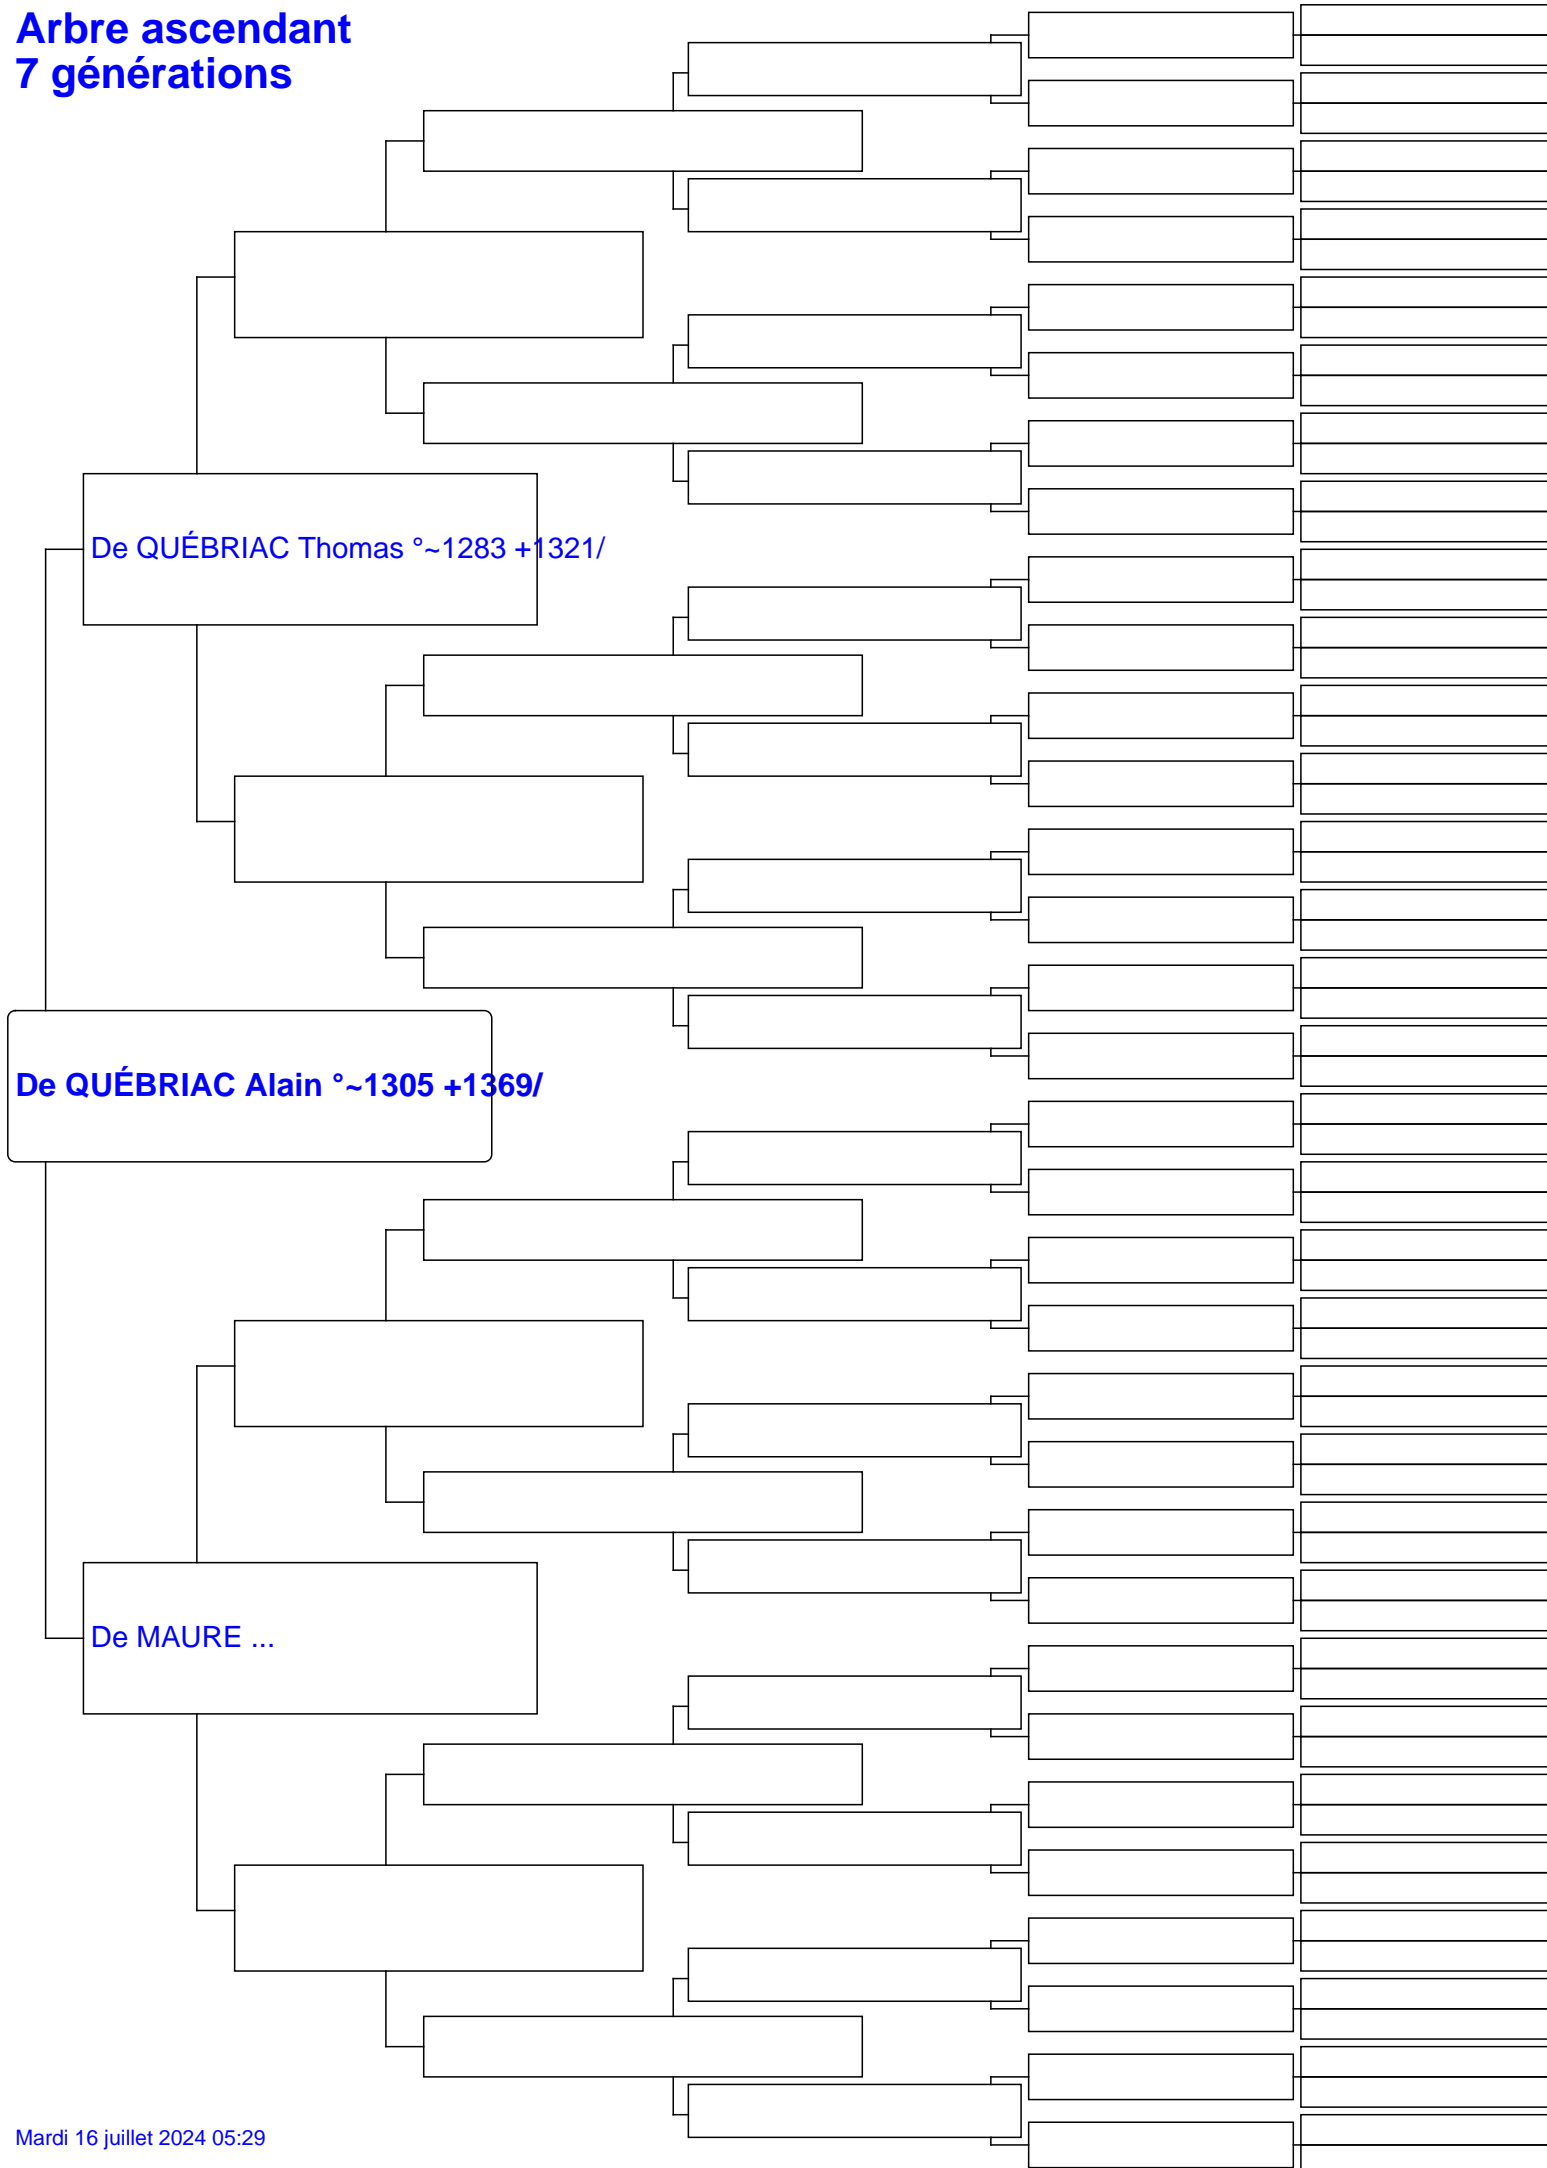 Arbre ascendant
7 générations
De QUÉBRIAC Thomas °~1283 +1321/
De QUÉBRIAC Alain °~1305 +1369/
De MAURE ...
Mardi 16 juillet 2024 05:29